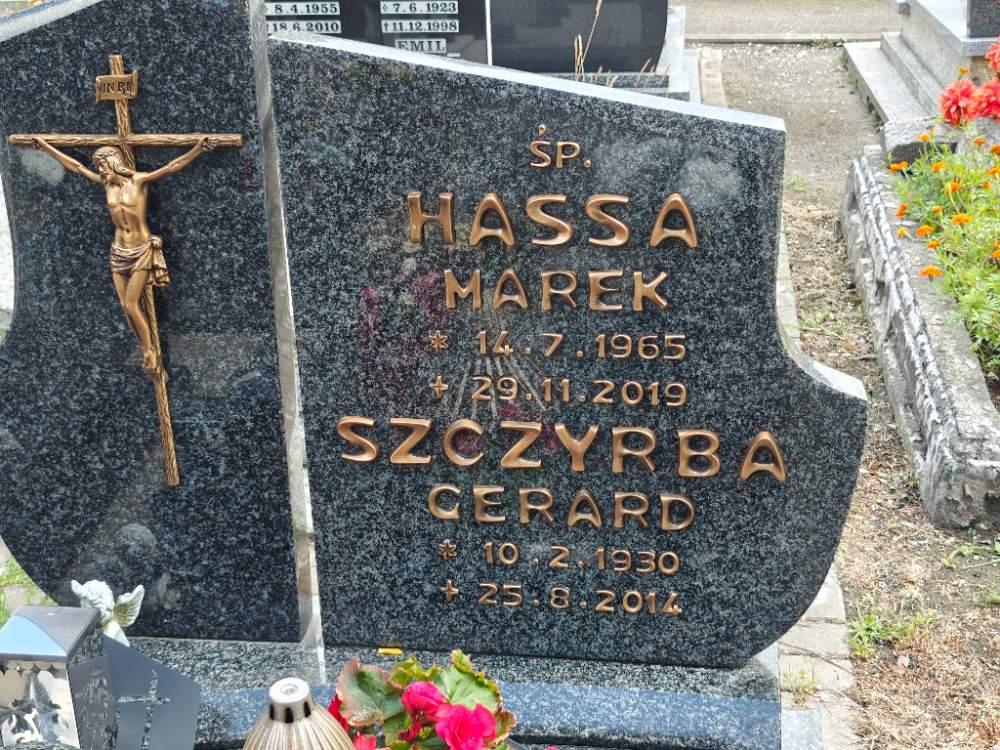 8.4.1955
18.6.2010
7.6.1923
11.12.1998
EMIL
INRI
ŚP.
HASSA
MAREK
* 14.7.1965
+ 29.11.2019
SZCZYRBA
GERARD
* 10.2.1930
+ 25.8.2014